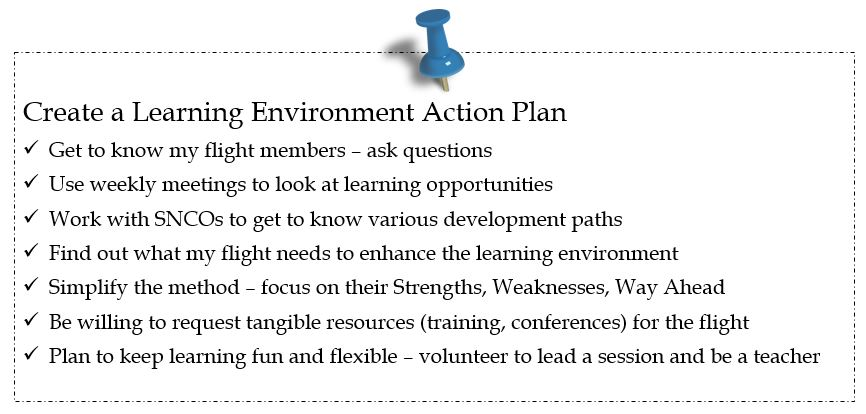 Create a Learning Environment Action Plan
✓ Get to know my flight members – ask questions
✓ Use weekly meetings to look at learning opportunities
✓ Work with SNCOs to get to know various development paths
✓ Find out what my flight needs to enhance the learning environment
✓ Simplify the method – focus on their Strengths, Weaknesses, Way Ahead
✓ Be willing to request tangible resources (training, conferences) for the flight
✓ Plan to keep learning fun and flexible – volunteer to lead a session and be a teacher